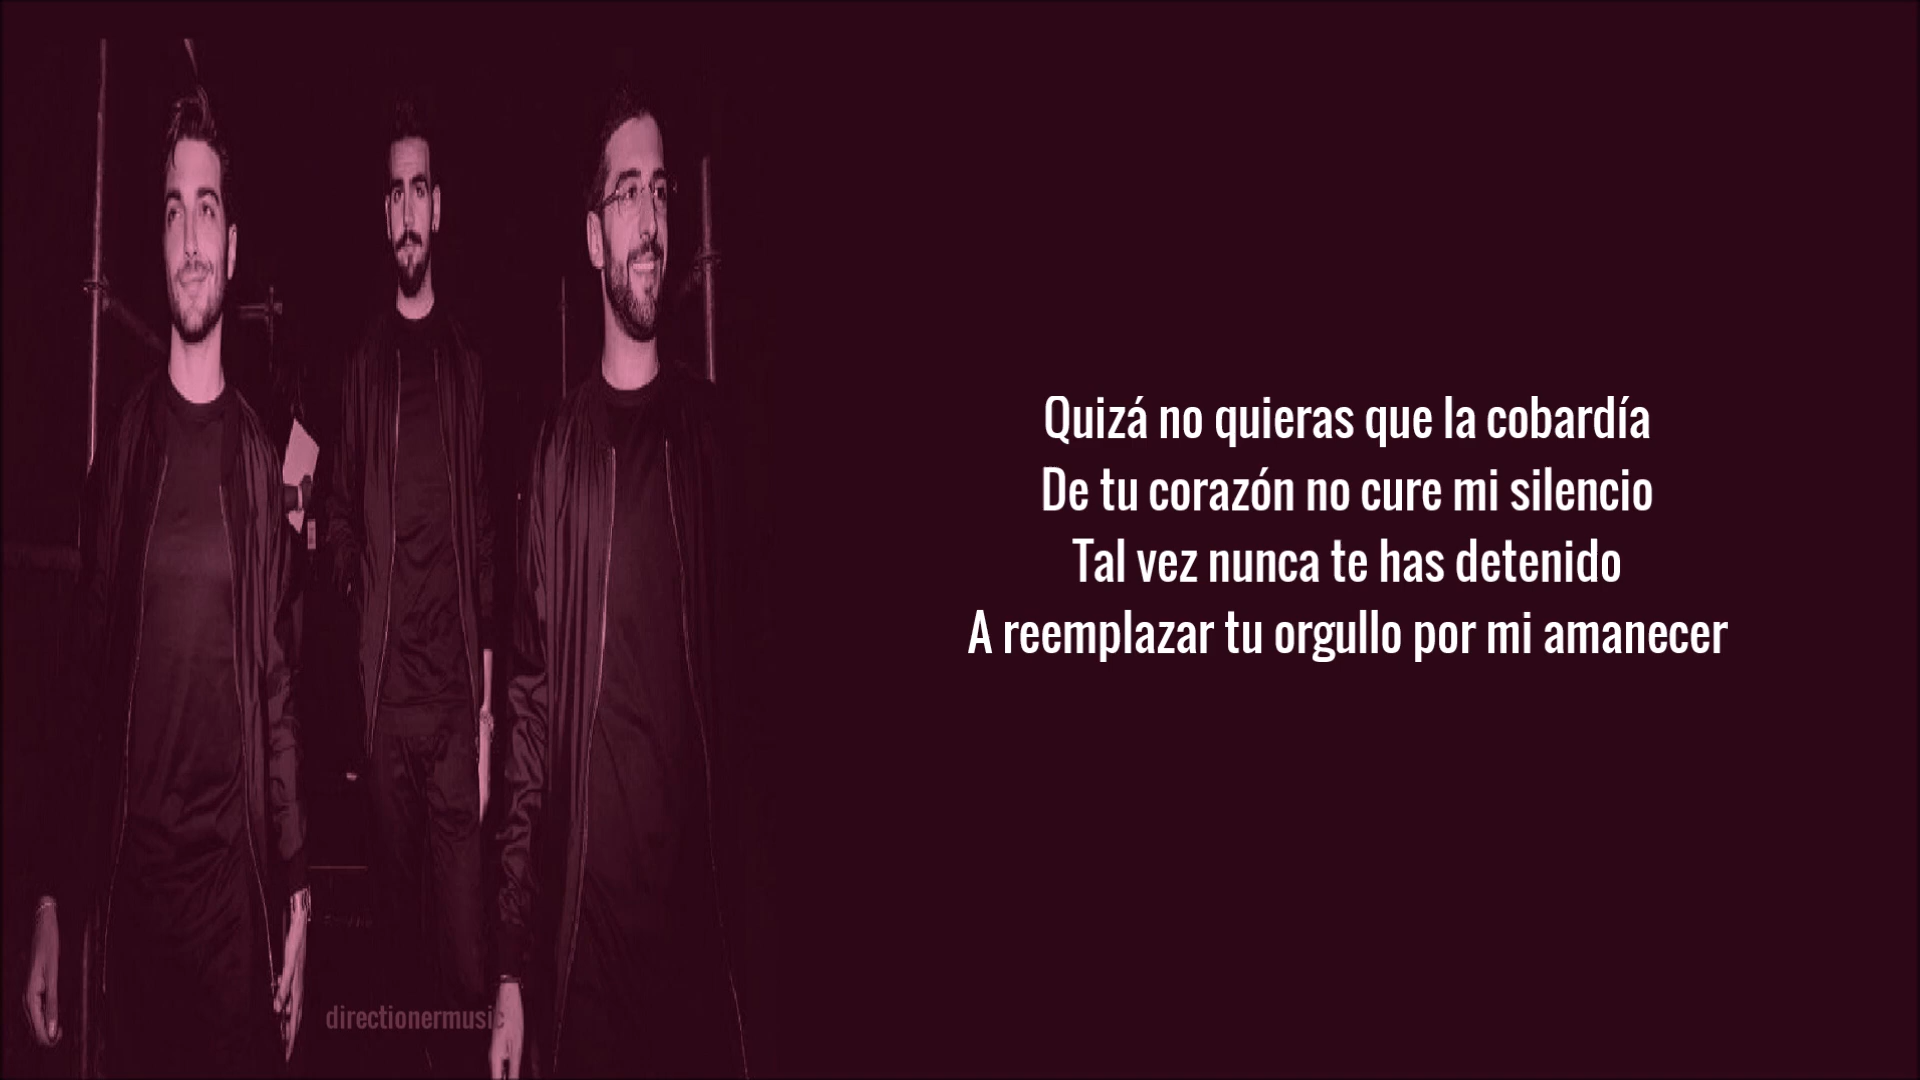 Quizá no quieras que la cobardía
De tu corazón no cure mi silencio
Tal vez nunca te has detenido
A reemplazar tu orgullo por mi amanecer
directionermusic